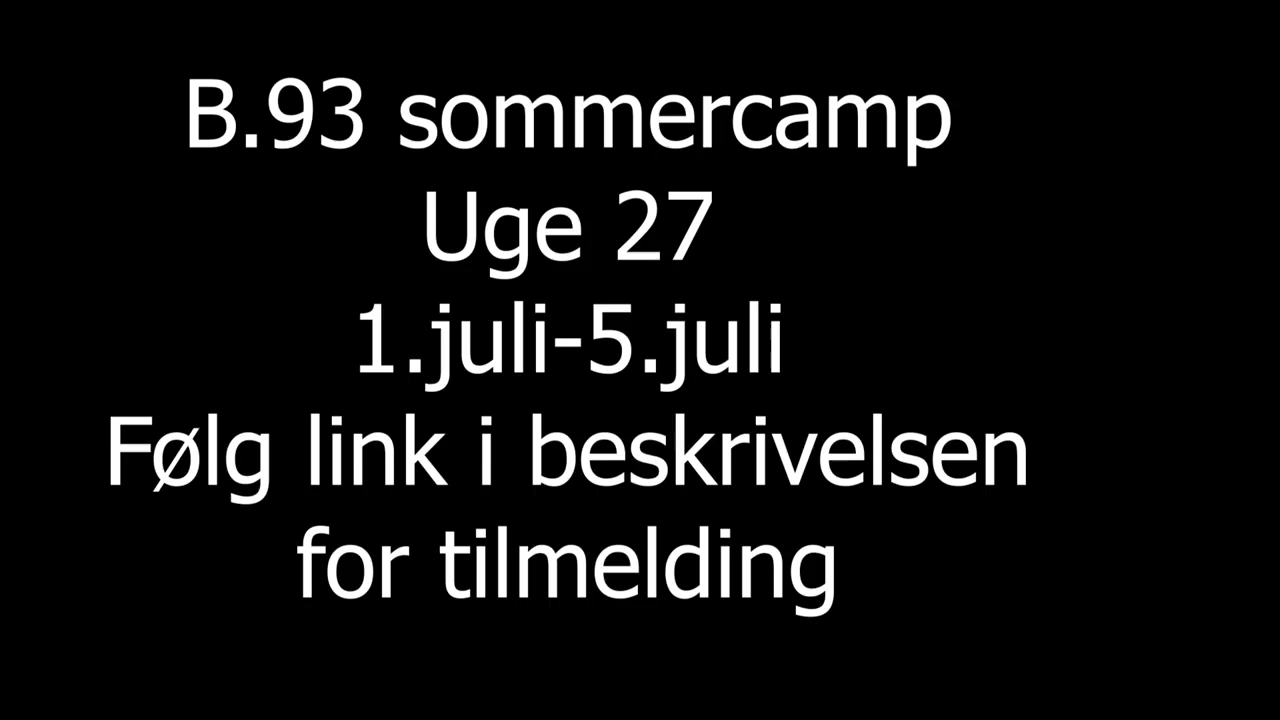 B.93 sommercamp
Uge 27
1.juli-5.juli
Følg link i beskrivelsen
for tilmelding